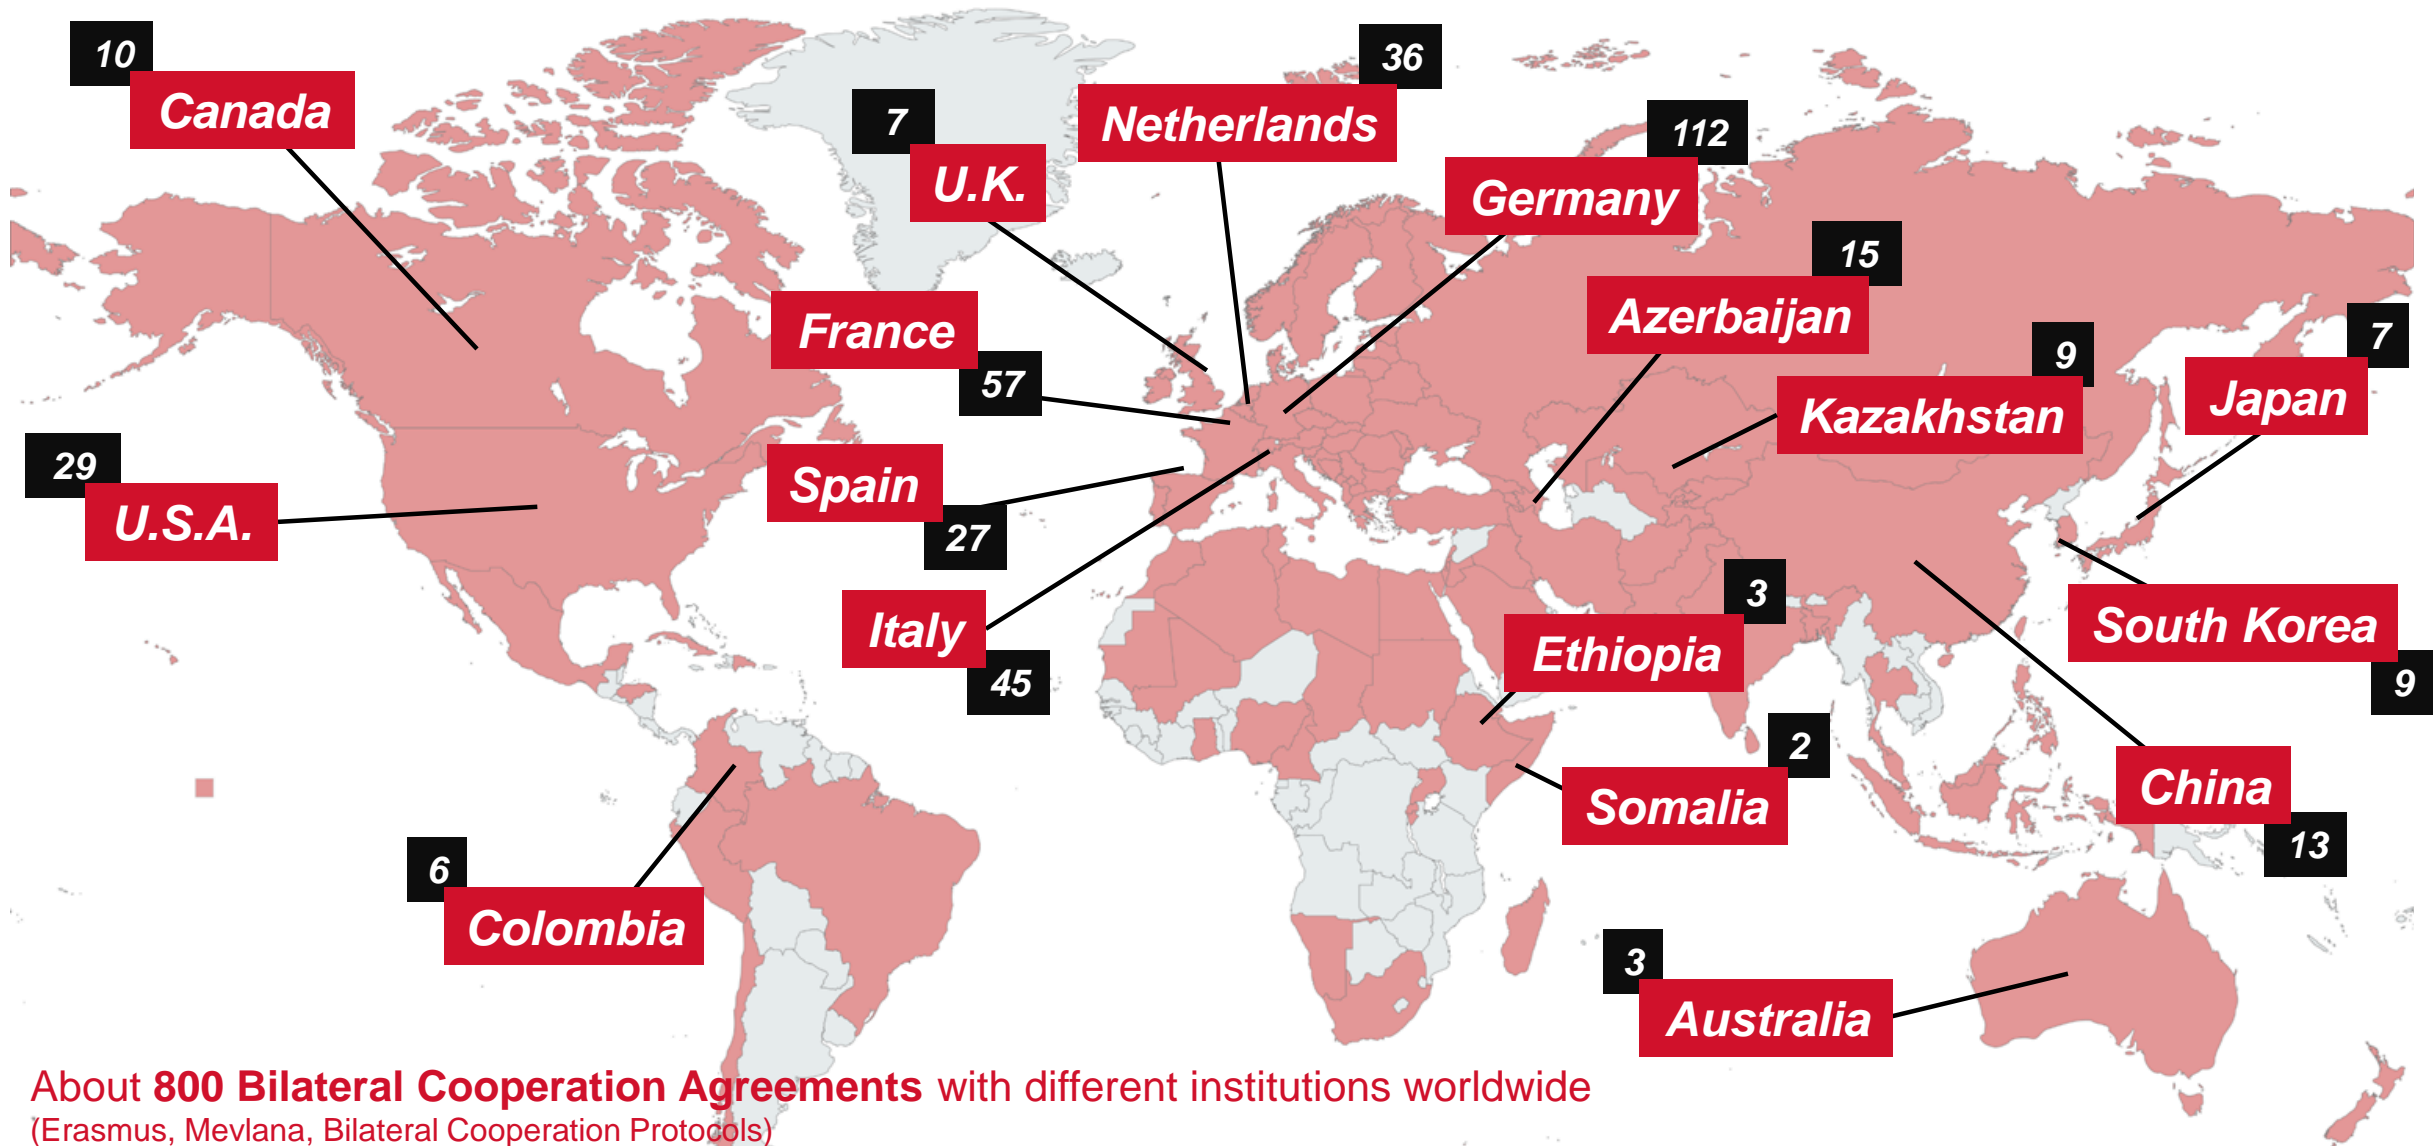 10
Canada
36
Netherlands
7
U.K.
112
Germany
15
Azerbaijan
France
57
9
Kazakhstan
7
Japan
29
U.S.A.
Spain
27
Italy
45
3
Ethiopia
South Korea
9
2
Somalia
China
13
6
Colombia
3
Australia
About 800 Bilateral Cooperation Agreements with different institutions worldwide
(Erasmus, Mevlana, Bilateral Cooperation Protocols)